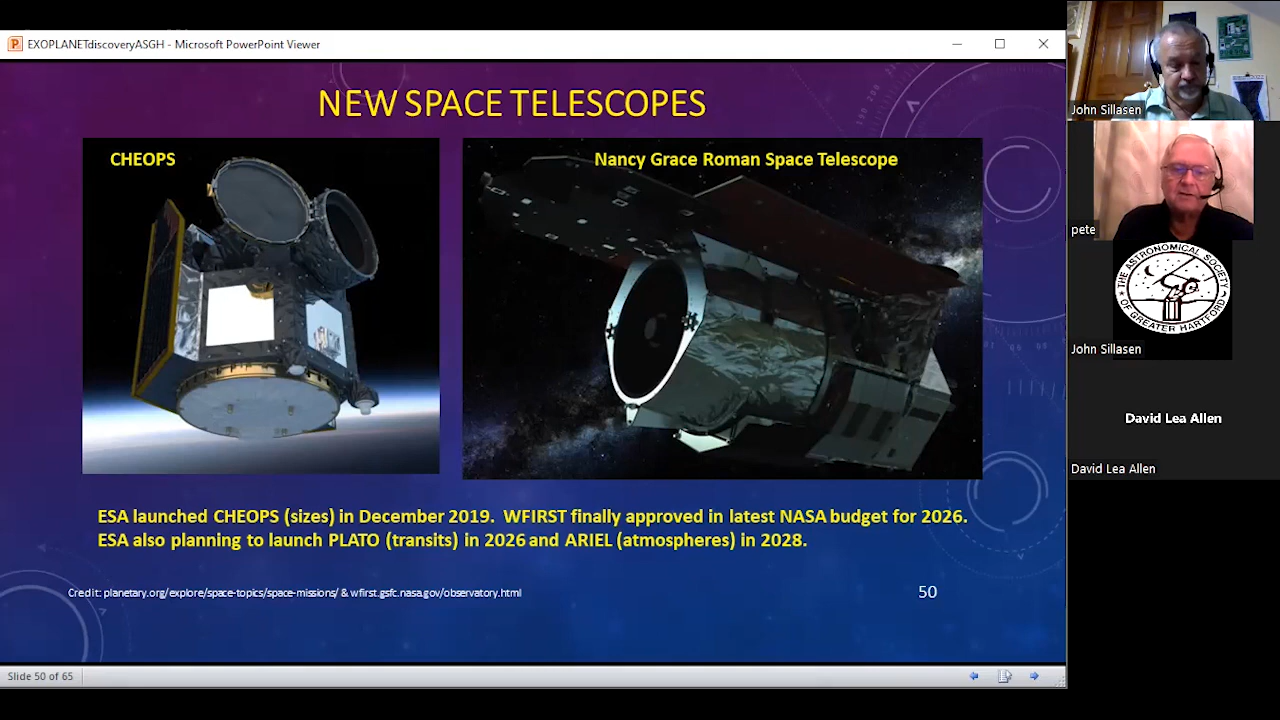 EXOPLANETdiscoveryASGH - Microsoft PowerPoint Viewer
NEW SPACE TELESCOPES
CHEOPS
Nancy Grace Roman Space Telescope
ESA launched CHEOPS (sizes) in December 2019. WFIRST finally approved in latest NASA budget for 2026.
ESA also planning to launch PLATO (transits) in 2026 and ARIEL (atmospheres) in 2028.
Credit: planetary.org/explore/space-topics/space-missions/ & wfirst.gsfc.nasa.gov/observatory.html
50
Slide 50 of 65
John Sillasen
pete
THE ASTRONOMICAL SOCIETY
OF GREATER HARTFORD
John Sillasen
David Lea Allen
David Lea Allen